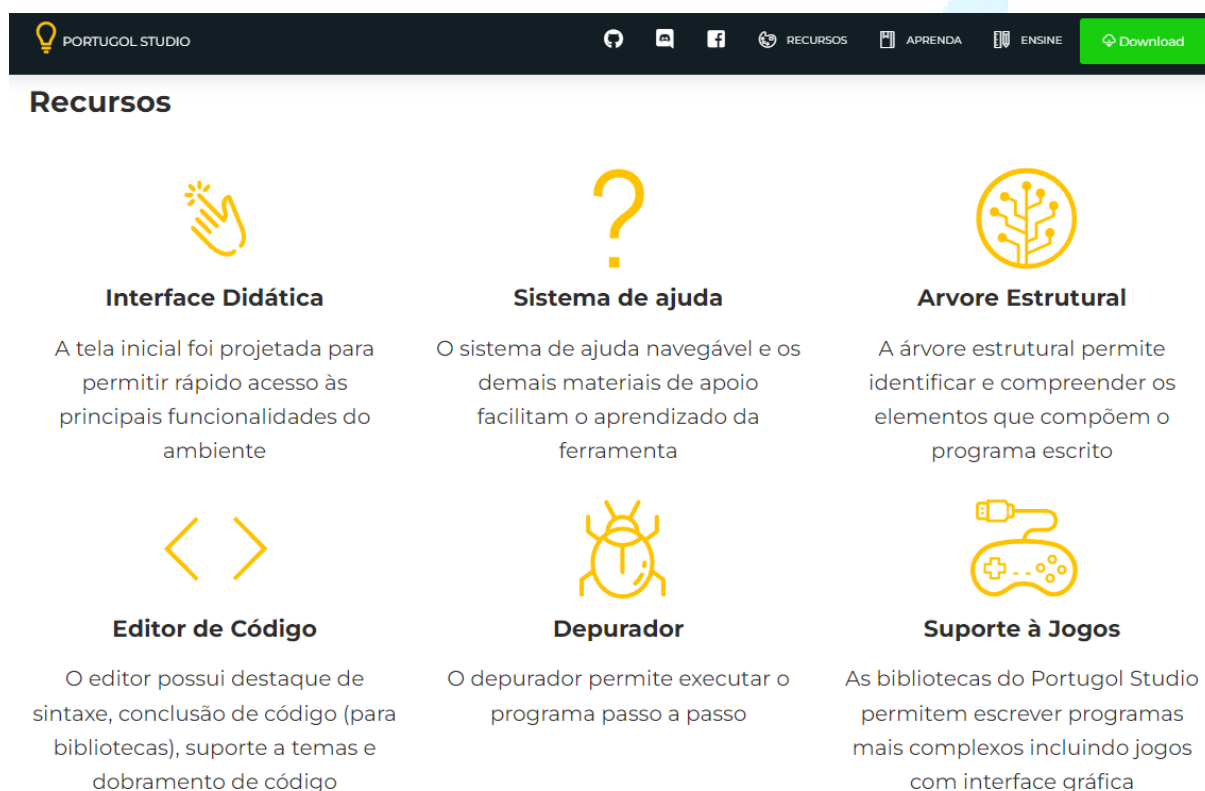 PORTUGOL STUDIO RECURSOS APRENDA ENSINE Download
Recursos
Interface Didática
A tela inicial foi projetada para
permitir rápido acesso às
principais funcionalidades do
ambiente
Sistema de ajuda
O sistema de ajuda navegável e os
demais materiais de apoio
facilitam o aprendizado da
ferramenta
Arvore Estrutural
A árvore estrutural permite
identificar e compreender os
elementos que compõem o
programa escrito
Editor de Código
O editor possui destaque de
sintaxe, conclusão de código (para
bibliotecas), suporte a temas e
dobramento de código
Depurador
O depurador permite executar o
programa passo a passo
Suporte à Jogos
As bibliotecas do Portugol Studio
permitem escrever programas
mais complexos incluindo jogos
com interface gráfica